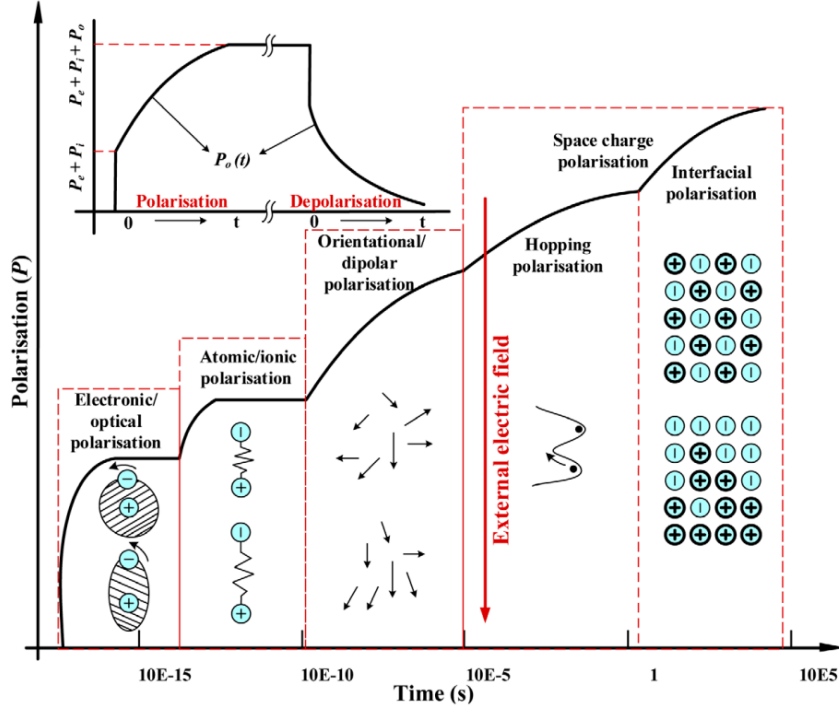 Pe + Pi + Po
Pe + Pi
Po (t)
Polarisation
Depolarisation
0
t
0
t
Polarisation (P)
Space charge
polarisation
Interfacial
polarisation
Orientational/
dipolar
polarisation
Hopping
polarisation
Atomic/ionic
polarisation
Electronic/
optical
polarisation
External electric field
10E-15
10E-10
10E-5
1
10E5
Time (s)